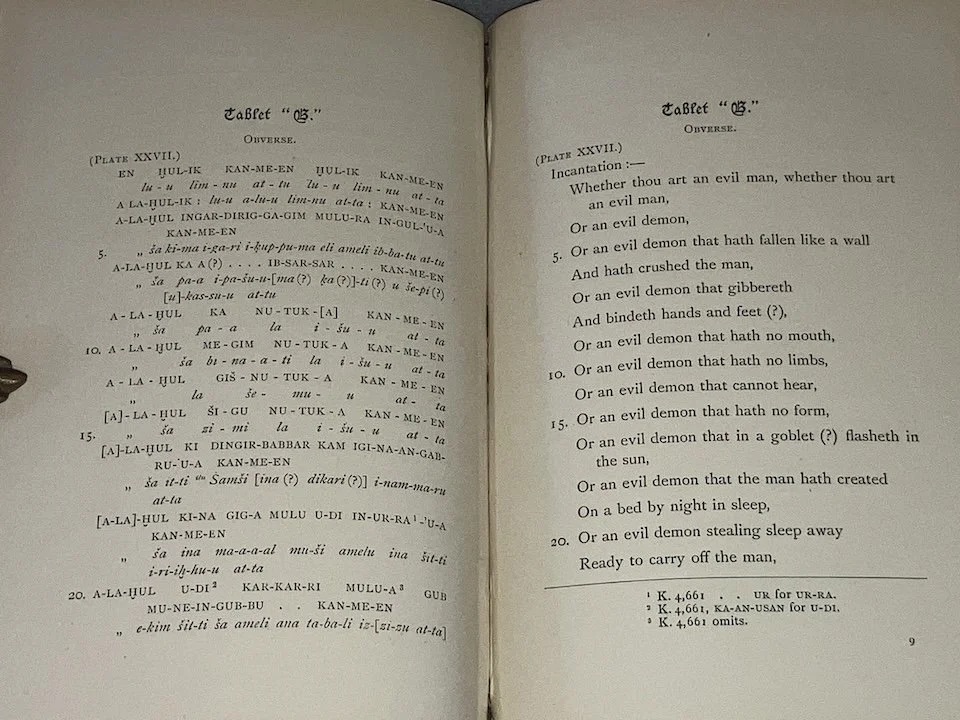 Tablet "B."
OBVERSE.
(PLATE XXVII.)
EN ḪUL-IK KAN-ME-EN ḪUL-IK KAN-ME-EN
lu - u lim - nu at - tu lu - u lim - nu at - ta
A-LA-ḪUL-IK : lu-u a-lu-u lim-nu at-ta : KAN-ME-EN
A-LA-ḪUL INGAR-DIRIG-GA-GIM MULU-RA IN-GUL-'U-A
KAN-ME-EN
5. „ ša ki-ma i-ga-ri i-ḳup-pu-ma eli ameli ib-ba-tu at-tu
A-LA-ḪUL KA A(?) . . . . IB-SAR-SAR . . . . KAN-ME-EN
„ ša pa-a i-pa-šu-u-[ma(?) ḳa(?)]-ti(?) u še-pi(?)
[u]-kas-su-u at-tu
A - LA - ḪUL KA NU-TUK-[A] KAN - ME - EN
„ ša pa - a la i - šu - u at - ta
10. A - LA - ḪUL ME-GIM NU-TUK-A KAN - ME - EN
„ ša bi - na - a - ti la i - šu - u at - ta
A - LA - ḪUL GIŠ - NU - TUK - A KAN - ME - EN
„ la še - mu - u at - ta
[A] - LA - ḪUL ŠI - GU NU - TUK - A KAN - ME - EN
15. „ ša zi - mi la i - šu - u at - ta
[A]-LA-ḪUL KI DINGIR-BABBAR KAM IGI-NA-AN-GAB-
RU-'U-A KAN-ME-EN
„ ša it-ti ilu Šamši [ina (?) dikari(?)] i-nam-ma-ru
at-ta
[A-LA]-ḪUL KI-NA GIG-A MULU U-DI IN-UR-RA¹-'U-A
KAN-ME-EN
„ ša ina ma-a-a-al mu-ši amelu ina šit-ti
i-ri-iḫ-ḫu-u at-ta
20. A-LA-ḪUL U-DI² KAR-KAR-RI MULU-A³ GUB
MU-NE-IN-GUB-BU . . KAN-ME-EN
„ e-kim šit-ti ša ameli ana ta-ba-li iz-[zi-zu at-ta]
Tablet "B."
OBVERSE.
(PLATE XXVII.)
Incantation :—
Whether thou art an evil man, whether thou art
an evil man,
Or an evil demon,
5. Or an evil demon that hath fallen like a wall
And hath crushed the man,
Or an evil demon that gibbereth
And bindeth hands and feet (?),
Or an evil demon that hath no mouth,
10. Or an evil demon that hath no limbs,
Or an evil demon that cannot hear,
15. Or an evil demon that hath no form,
Or an evil demon that in a goblet (?) flasheth in
the sun,
Or an evil demon that the man hath created
On a bed by night in sleep,
20. Or an evil demon stealing sleep away
Ready to carry off the man,
¹ K. 4,661 . . UR for UR-RA.
² K. 4,661, KA-AN-USAN for U-DI.
³ K. 4,661 omits.
9